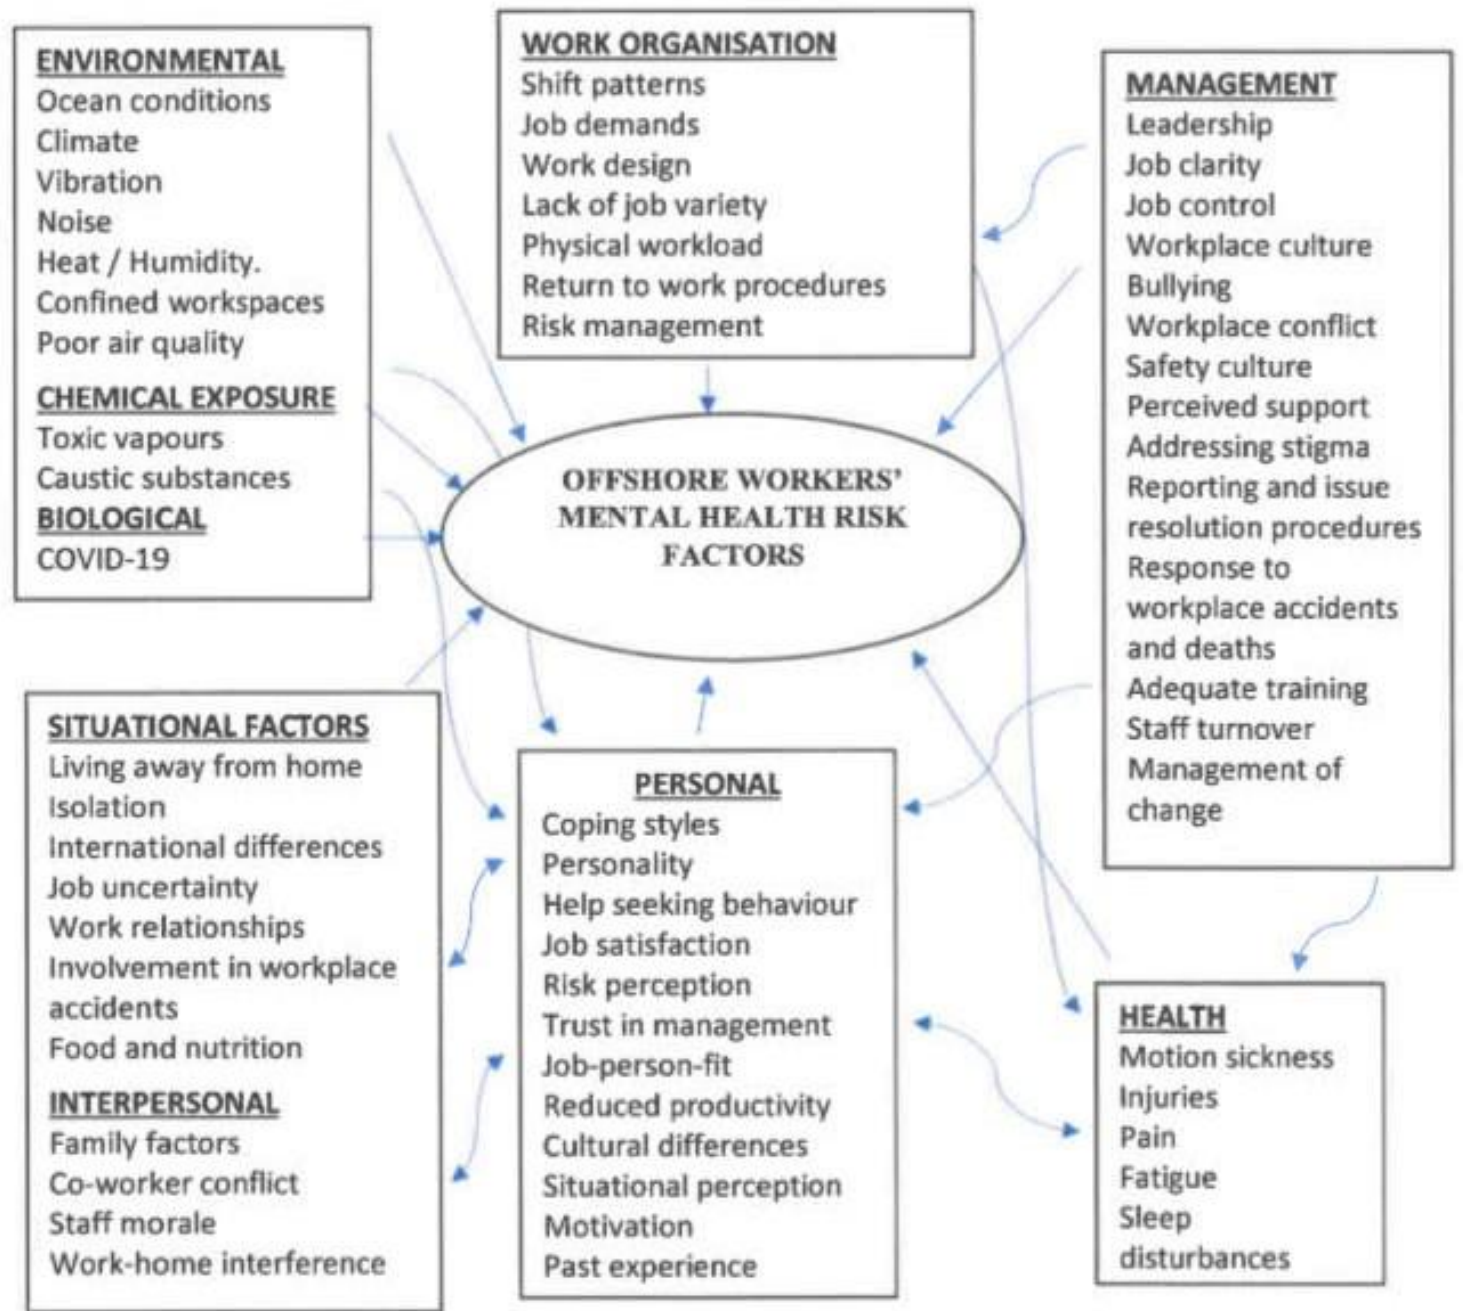 ENVIRONMENTAL
Ocean conditions
Climate
Vibration
Noise
Heat / Humidity.
Confined workspaces
Poor air quality
CHEMICAL EXPOSURE
Toxic vapours
Caustic substances
BIOLOGICAL
COVID-19
WORK ORGANISATION
Shift patterns
Job demands
Work design
Lack of job variety
Physical workload
Return to work procedures
Risk management
MANAGEMENT
Leadership
Job clarity
Job control
Workplace culture
Bullying
Workplace conflict
Safety culture
Perceived support
Addressing stigma
Reporting and issue
resolution procedures
Response to
workplace accidents
and deaths
Adequate training
Staff turnover
Management of
change
OFFSHORE WORKERS'
MENTAL HEALTH RISK
FACTORS
SITUATIONAL FACTORS
Living away from home
Isolation
International differences
Job uncertainty
Work relationships
Involvement in workplace
accidents
Food and nutrition
INTERPERSONAL
Family factors
Co-worker conflict
Staff morale
Work-home interference
PERSONAL
Coping styles
Personality
Help seeking behaviour
Job satisfaction
Risk perception
Trust in management
Job-person-fit
Reduced productivity
Cultural differences
Situational perception
Motivation
Past experience
HEALTH
Motion sickness
Injuries
Pain
Fatigue
Sleep
disturbances